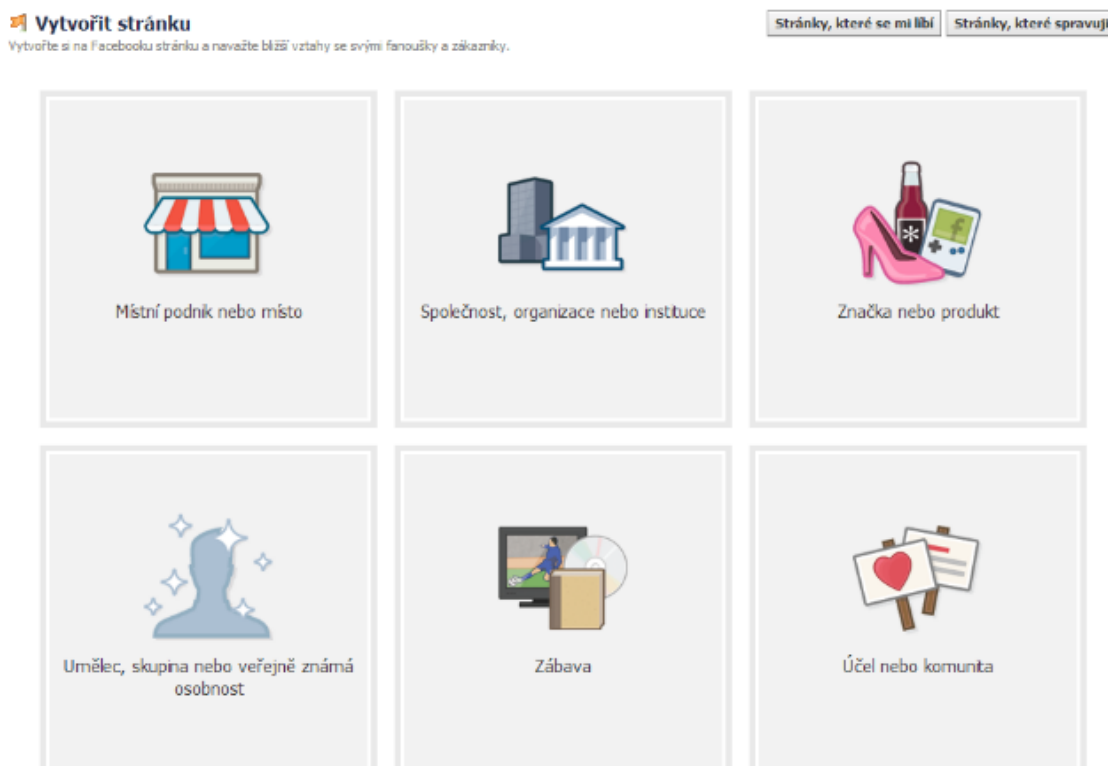 Vytvořit stránku
Stránky, které se mi líbí
Stránky, které spravuji
Vytvořte si na Facebooku stránku a navažte bližší vztahy se svými fanoušky a zákazníky.
Místní podnik nebo místo
Společnost, organizace nebo instituce
Značka nebo produkt
Umělec, skupina nebo veřejně známá
osobnost
Zábava
Účel nebo komunita